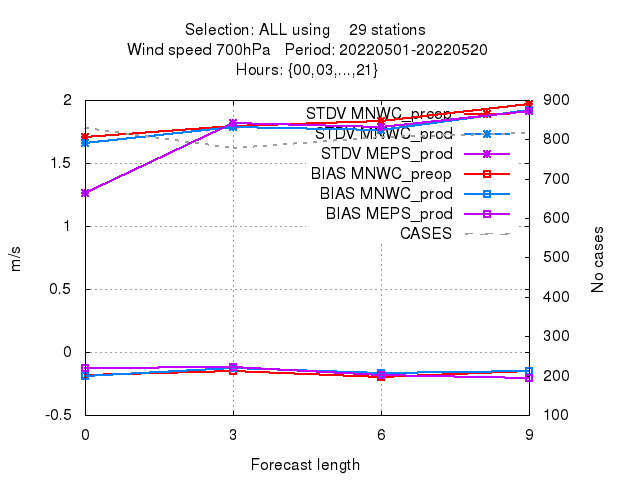 Selection: ALL using 29 stations
Wind speed 700hPa Period: 20220501-20220520
Hours: {00,03,...,21}
2
1.5
1
0.5
0
-0.5
m/s
900
800
700
600
500
400
300
200
100
No cases
STDV MNWC_preop
STDV MNWC_prod
STDV MEPS_prod
BIAS MNWC_preop
BIAS MNWC_prod
BIAS MEPS_prod
CASES
0 3 6 9
Forecast length